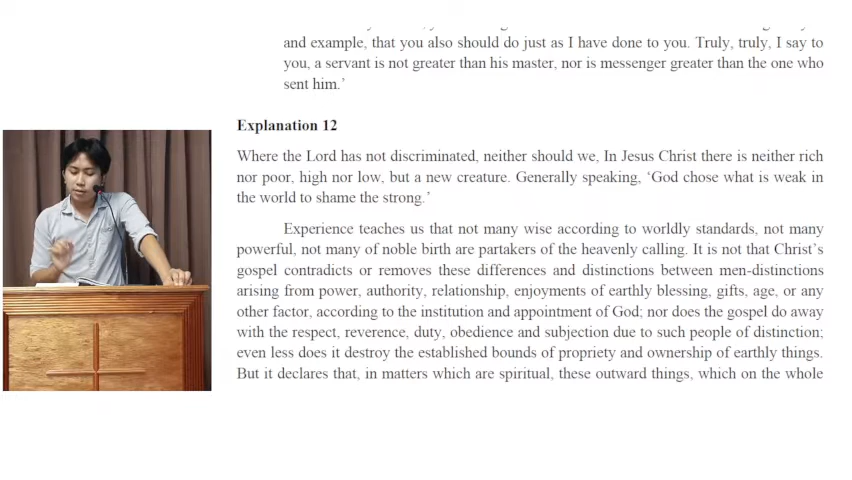 and example, that you also should do just as I have done to you. Truly, truly, I say to
you, a servant is not greater than his master, nor is messenger greater than the one who
sent him.’
Explanation 12
Where the Lord has not discriminated, neither should we, In Jesus Christ there is neither rich
nor poor, high nor low, but a new creature. Generally speaking, ‘God chose what is weak in
the world to shame the strong.’
Experience teaches us that not many wise according to worldly standards, not many
powerful, not many of noble birth are partakers of the heavenly calling. It is not that Christ’s
gospel contradicts or removes these differences and distinctions between men-distinctions
arising from power, authority, relationship, enjoyments of earthly blessing, gifts, age, or any
other factor, according to the institution and appointment of God; nor does the gospel do away
with the respect, reverence, duty, obedience and subjection due to such people of distinction;
even less does it destroy the established bounds of propriety and ownership of earthly things.
But it declares that, in matters which are spiritual, these outward things, which on the whole